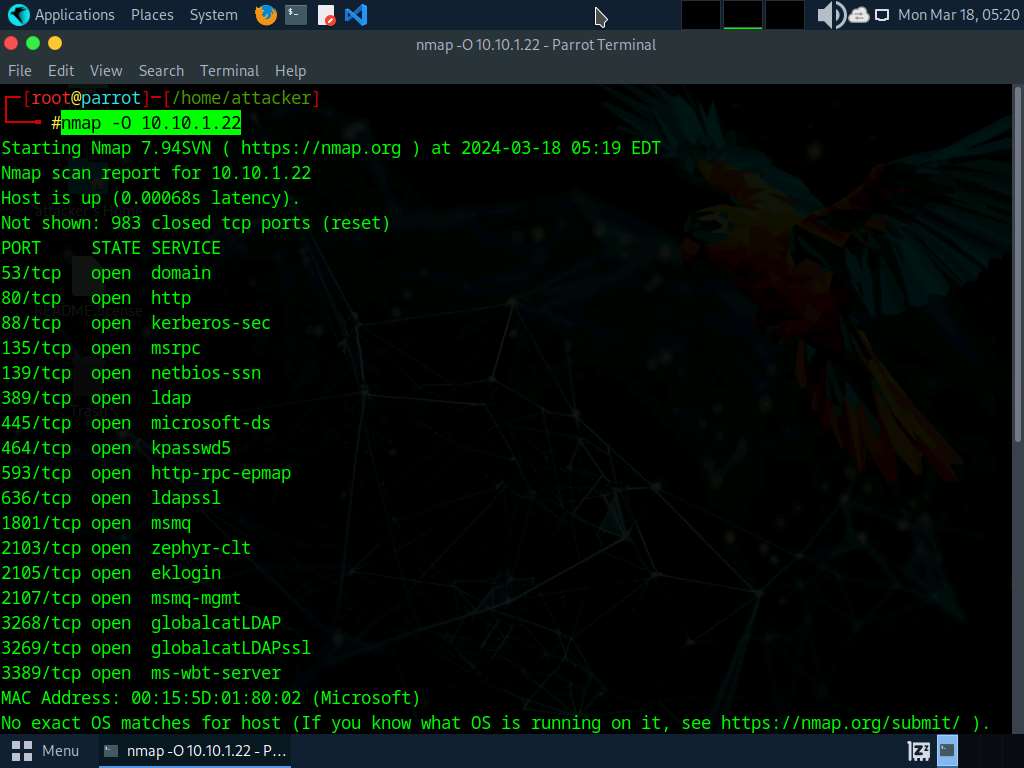 Applications Places System Mon Mar 18, 05:20
nmap -O 10.10.1.22 - Parrot Terminal
File Edit View Search Terminal Help
[root@parrot]-[/home/attacker]
#nmap -O 10.10.1.22
Starting Nmap 7.94SVN ( https://nmap.org ) at 2024-03-18 05:19 EDT
Nmap scan report for 10.10.1.22
Host is up (0.00068s latency).
Not shown: 983 closed tcp ports (reset)
PORT STATE SERVICE
53/tcp open domain
80/tcp open http
88/tcp open kerberos-sec
135/tcp open msrpc
139/tcp open netbios-ssn
389/tcp open ldap
445/tcp open microsoft-ds
464/tcp open kpasswd5
593/tcp open http-rpc-epmap
636/tcp open ldapssl
1801/tcp open msmq
2103/tcp open zephyr-clt
2105/tcp open eklogin
2107/tcp open msmq-mgmt
3268/tcp open globalcatLDAP
3269/tcp open globalcatLDAPssl
3389/tcp open ms-wbt-server
MAC Address: 00:15:5D:01:80:02 (Microsoft)
No exact OS matches for host (If you know what OS is running on it, see https://nmap.org/submit/ ).
Menu nmap -O 10.10.1.22 - P...